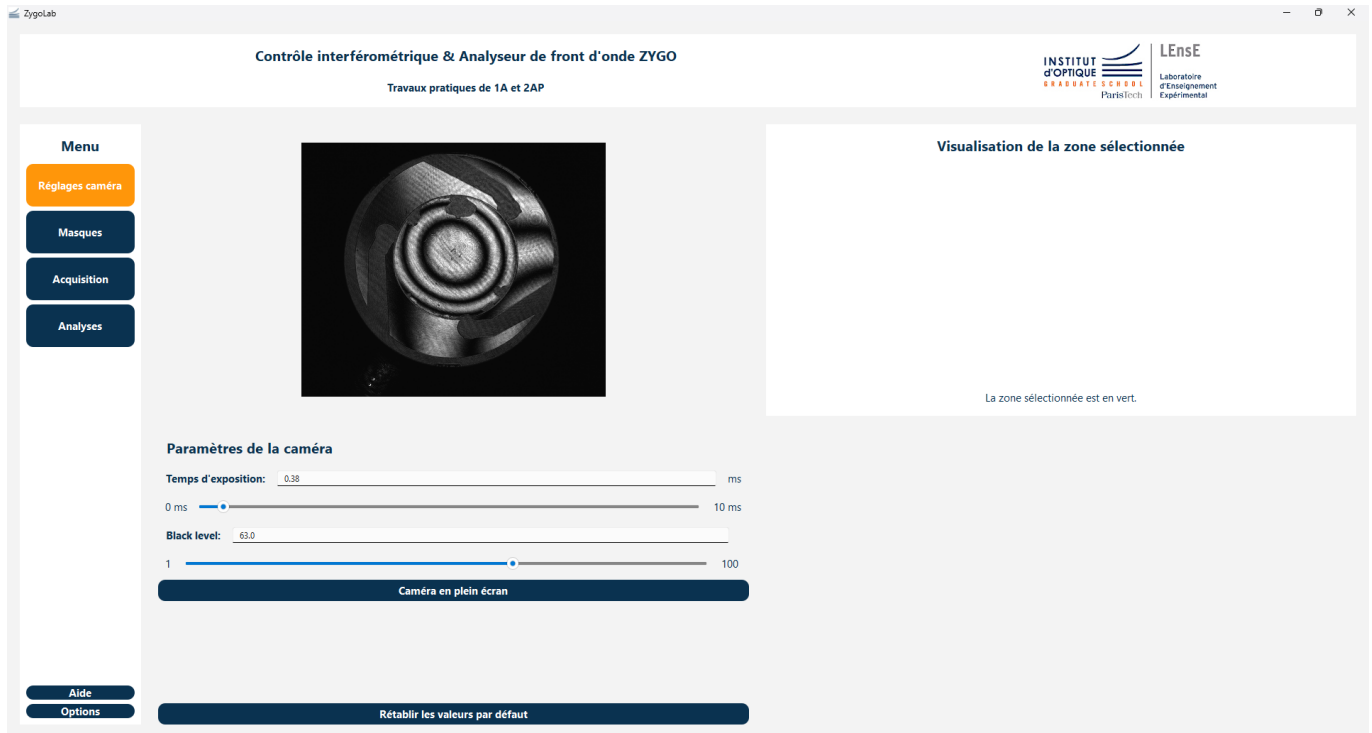 ZygoLab
Contrôle interférométrique & Analyseur de front d'onde ZYGO
Travaux pratiques de 1A et 2AP
INSTITUT
d'OPTIQUE
GRADUATE SCHOOL
ParisTech
LEnsE
Laboratoire
d'Enseignement
Expérimental
Menu
Réglages caméra
Masques
Acquisition
Analyses
Aide
Options
Paramètres de la caméra
Temps d'exposition: 0.38 ms
0 ms 10 ms
Black level: 63.0
1 100
Caméra en plein écran
Rétablir les valeurs par défaut
Visualisation de la zone sélectionnée
La zone sélectionnée est en vert.